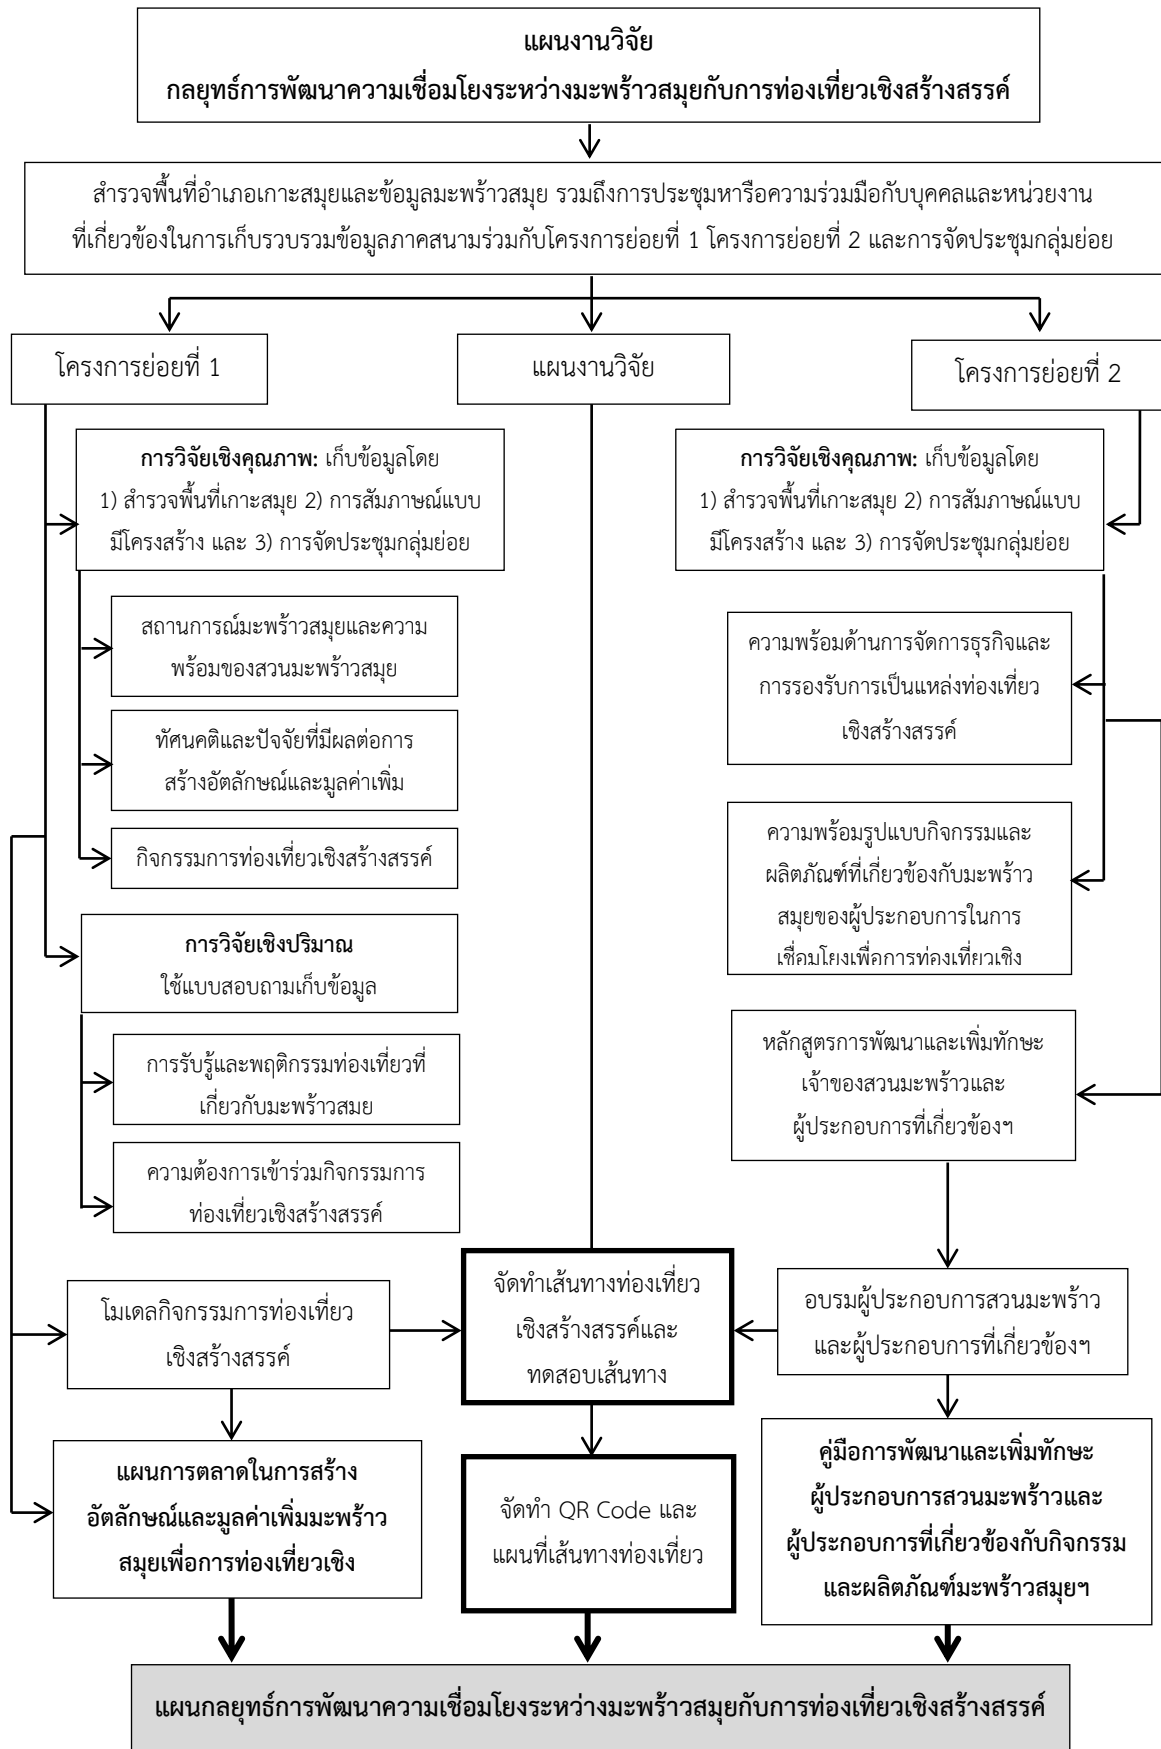 แผนงานวิจัย
กลยุทธ์การพัฒนาความเชื่อมโยงระหว่างมะพร้าวสมุยกับการท่องเที่ยวเชิงสร้างสรรค์
สำรวจพื้นที่อำเภอเกาะสมุยและข้อมูลมะพร้าวสมุย รวมถึงการประชุมหารือความร่วมมือกับบุคคลและหน่วยงาน
ที่เกี่ยวข้องในการเก็บรวบรวมข้อมูลภาคสนามร่วมกับโครงการย่อยที่ 1 โครงการย่อยที่ 2 และการจัดประชุมกลุ่มย่อย
โครงการย่อยที่ 1
แผนงานวิจัย
โครงการย่อยที่ 2
การวิจัยเชิงคุณภาพ: เก็บข้อมูลโดย
1) สำรวจพื้นที่เกาะสมุย 2) การสัมภาษณ์แบบ
มีโครงสร้าง และ 3) การจัดประชุมกลุ่มย่อย
การวิจัยเชิงคุณภาพ: เก็บข้อมูลโดย
1) สำรวจพื้นที่เกาะสมุย 2) การสัมภาษณ์แบบ
มีโครงสร้าง และ 3) การจัดประชุมกลุ่มย่อย
สถานการณ์มะพร้าวสมุยและความ
พร้อมของสวนมะพร้าวสมุย
ทัศนคติและปัจจัยที่มีผลต่อการ
สร้างอัตลักษณ์และมูลค่าเพิ่ม
กิจกรรมการท่องเที่ยวเชิงสร้างสรรค์
ความพร้อมด้านการจัดการธุรกิจและ
การรองรับการเป็นแหล่งท่องเที่ยว
เชิงสร้างสรรค์
ความพร้อมรูปแบบกิจกรรมและ
ผลิตภัณฑ์ที่เกี่ยวข้องกับมะพร้าว
สมุยของผู้ประกอบการในการ
เชื่อมโยงเพื่อการท่องเที่ยวเชิง
การวิจัยเชิงปริมาณ
ใช้แบบสอบถามเก็บข้อมูล
การรับรู้และพฤติกรรมท่องเที่ยวที่
เกี่ยวกับมะพร้าวสมย
ความต้องการเข้าร่วมกิจกรรมการ
ท่องเที่ยวเชิงสร้างสรรค์
หลักสูตรการพัฒนาและเพิ่มทักษะ
เจ้าของสวนมะพร้าวและ
ผู้ประกอบการที่เกี่ยวข้องฯ
โมเดลกิจกรรมการท่องเที่ยว
เชิงสร้างสรรค์
จัดทำเส้นทางท่องเที่ยว
เชิงสร้างสรรค์และ
ทดสอบเส้นทาง
อบรมผู้ประกอบการสวนมะพร้าว
และผู้ประกอบการที่เกี่ยวข้องฯ
แผนการตลาดในการสร้าง
อัตลักษณ์และมูลค่าเพิ่มมะพร้าว
สมุยเพื่อการท่องเที่ยวเชิง
จัดทำ QR Code และ
แผนที่เส้นทางท่องเที่ยว
คู่มือการพัฒนาและเพิ่มทักษะ
ผู้ประกอบการสวนมะพร้าวและ
ผู้ประกอบการที่เกี่ยวข้องกับกิจกรรม
และผลิตภัณฑ์มะพร้าวสมุยฯ
แผนกลยุทธ์การพัฒนาความเชื่อมโยงระหว่างมะพร้าวสมุยกับการท่องเที่ยวเชิงสร้างสรรค์